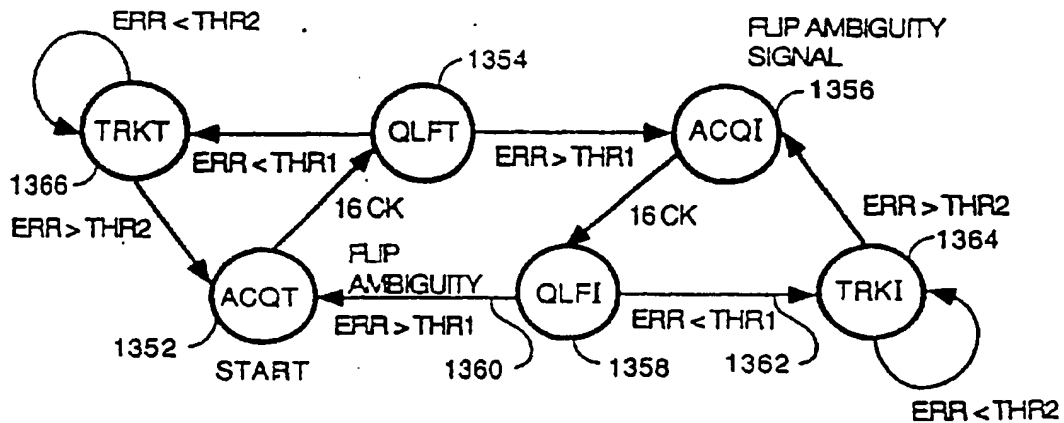 ERR<THR2
1354
FLIP AMBIGUITY
SIGNAL
1356
TRKT
QLFT
ACQI
ERR<THR1
ERR>THR1
1366
ERR>THR2
16 CK
16 CK
ERR>THR2
1364
FLIP
AMBIGUITY
ACQT
QLFI
TRKI
ERR>THR1
ERR<THR1
1352
START
1360
1358
1362
ERR<THR2